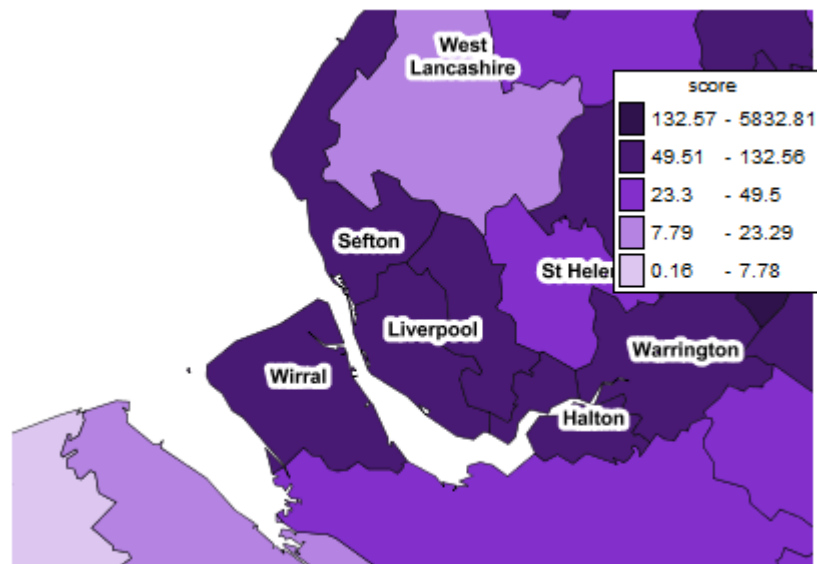 West
Lancashire
score
132.57 - 5832.81
49.51 - 132.56
23.3 - 49.5
7.79 - 23.29
0.16 - 7.78
Sefton
St Helen
Liverpool
Warrington
Wirral
Halton